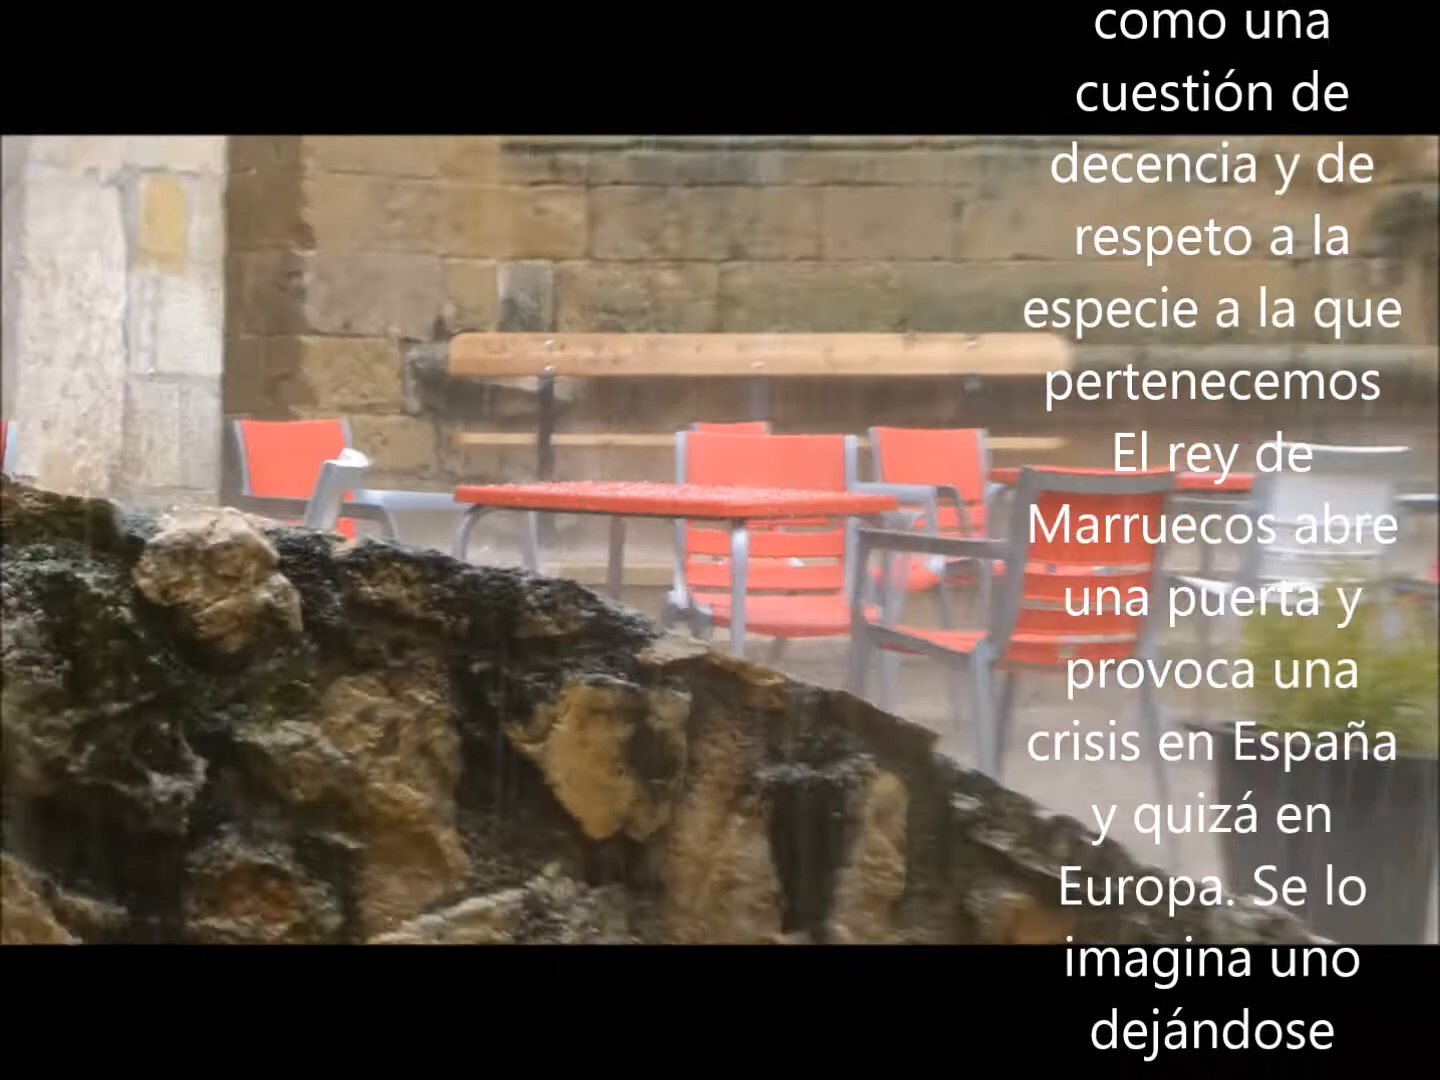 como una
cuestión de
decencia y de
respeto a la
especie a la que
pertenecemos
El rey de
Marruecos abre
una puerta y
provoca una
crisis en España
y quizá en
Europa. Se lo
imagina uno
dejándose